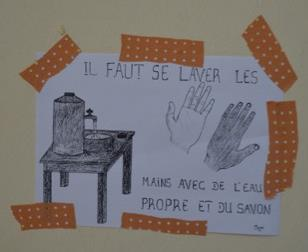 IL FAUT SE LAVER LES
MAINS AVEC DE L'EAU
PROPRE ET DU SAVON